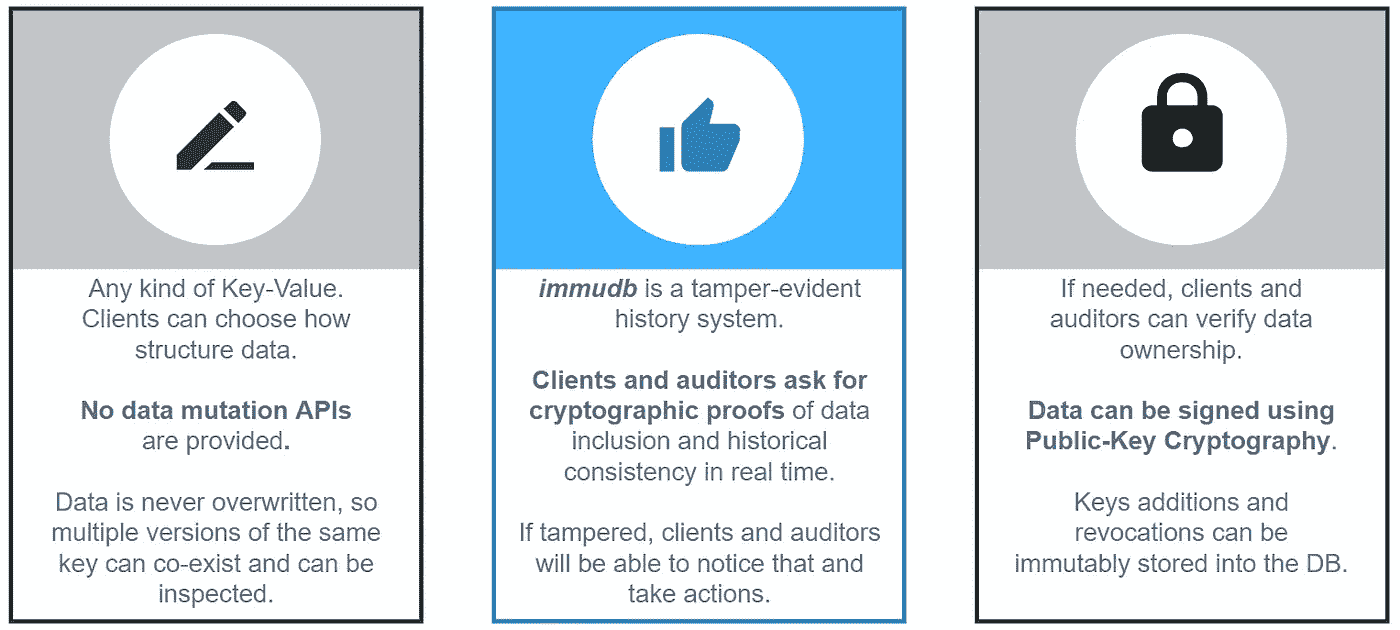 Any kind of Key-Value.
Clients can choose how
structure data.
No data mutation APIs
are provided.
Data is never overwritten, so
multiple versions of the same
key can co-exist and can be
inspected.
immudb is a tamper-evident
history system.
Clients and auditors ask for
cryptographic proofs of data
inclusion and historical
consistency in real time.
If tampered, clients and auditors
will be able to notice that and
take actions.
If needed, clients and
auditors can verify data
ownership.
Data can be signed using
Public-Key Cryptography.
Keys additions and
revocations can be
immutably stored into the DB.